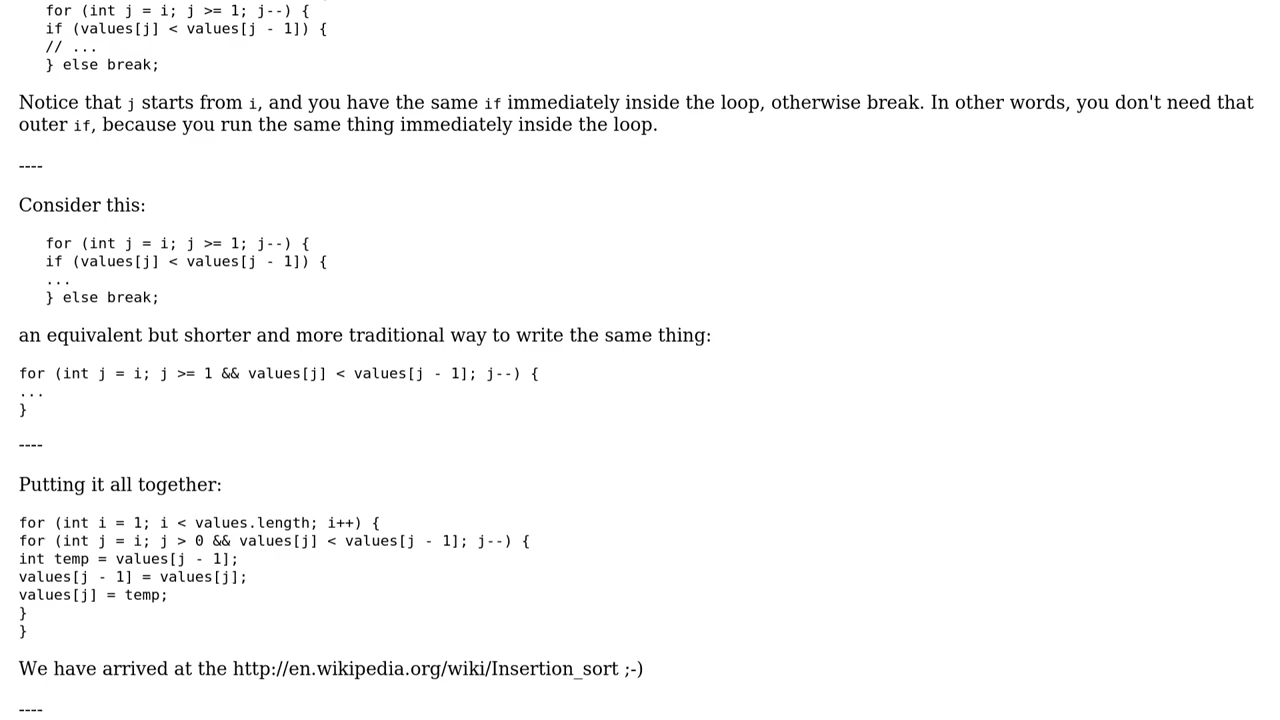 for (int j = i; j >= 1; j--) {
if (values[j] < values[j - 1]) {
// ...
} else break;
Notice that j starts from i, and you have the same if immediately inside the loop, otherwise break. In other words, you don't need that
outer if, because you run the same thing immediately inside the loop.
----
Consider this:
for (int j = i; j >= 1; j--) {
if (values[j] < values[j - 1]) {
...
} else break;
an equivalent but shorter and more traditional way to write the same thing:
for (int j = i; j >= 1 && values[j] < values[j - 1]; j--) {
...
}
----
Putting it all together:
for (int i = 1; i < values.length; i++) {
for (int j = i; j > 0 && values[j] < values[j - 1]; j--) {
int temp = values[j - 1];
values[j - 1] = values[j];
values[j] = temp;
}
}
We have arrived at the http://en.wikipedia.org/wiki/Insertion_sort ;-)
----